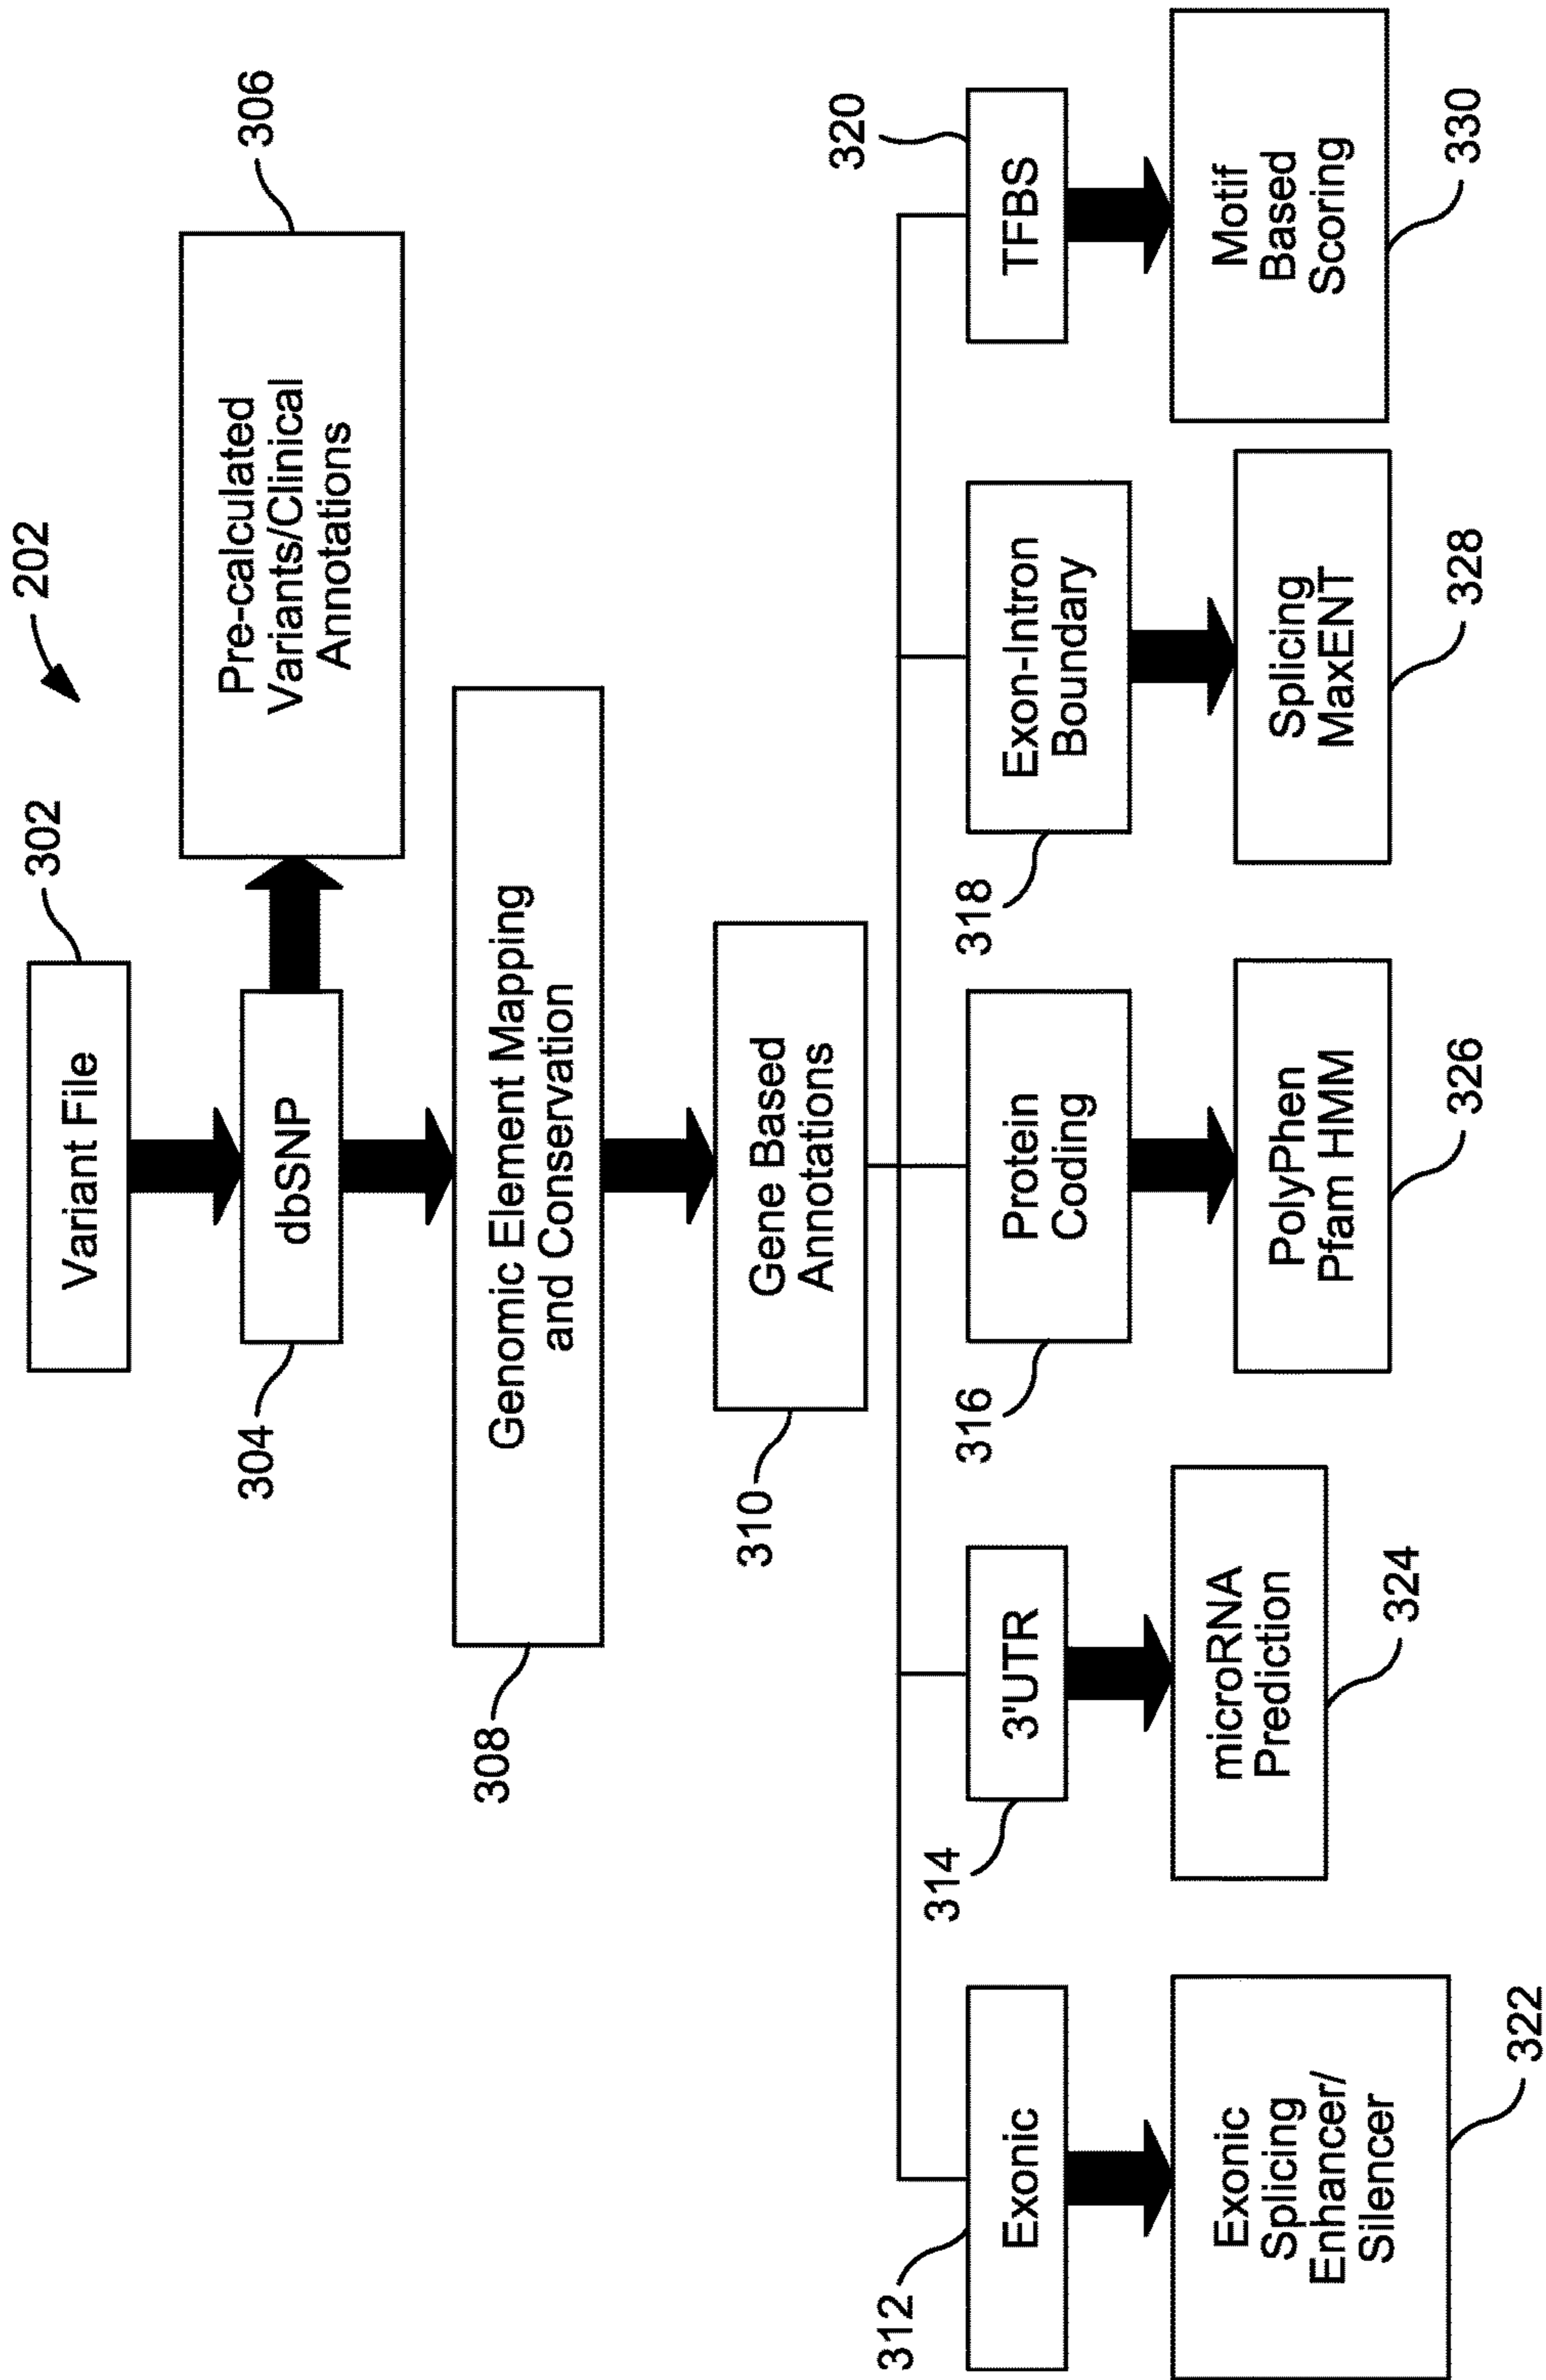 202
Variant File
302
dbSNP
304
Pre-calculated
Variants/Clinical
Annotations
306
Genomic Element Mapping
and Conservation
308
Gene Based
Annotations
310
Exonic
312
3'UTR
314
Protein
Coding
316
Exon-Intron
Boundary
318
TFBS
320
Exonic
Splicing
Enhancer/
Silencer
322
microRNA
Prediction
324
PolyPhen
Pfam HMM
326
Splicing
MaxENT
328
Motif
Based
Scoring
330